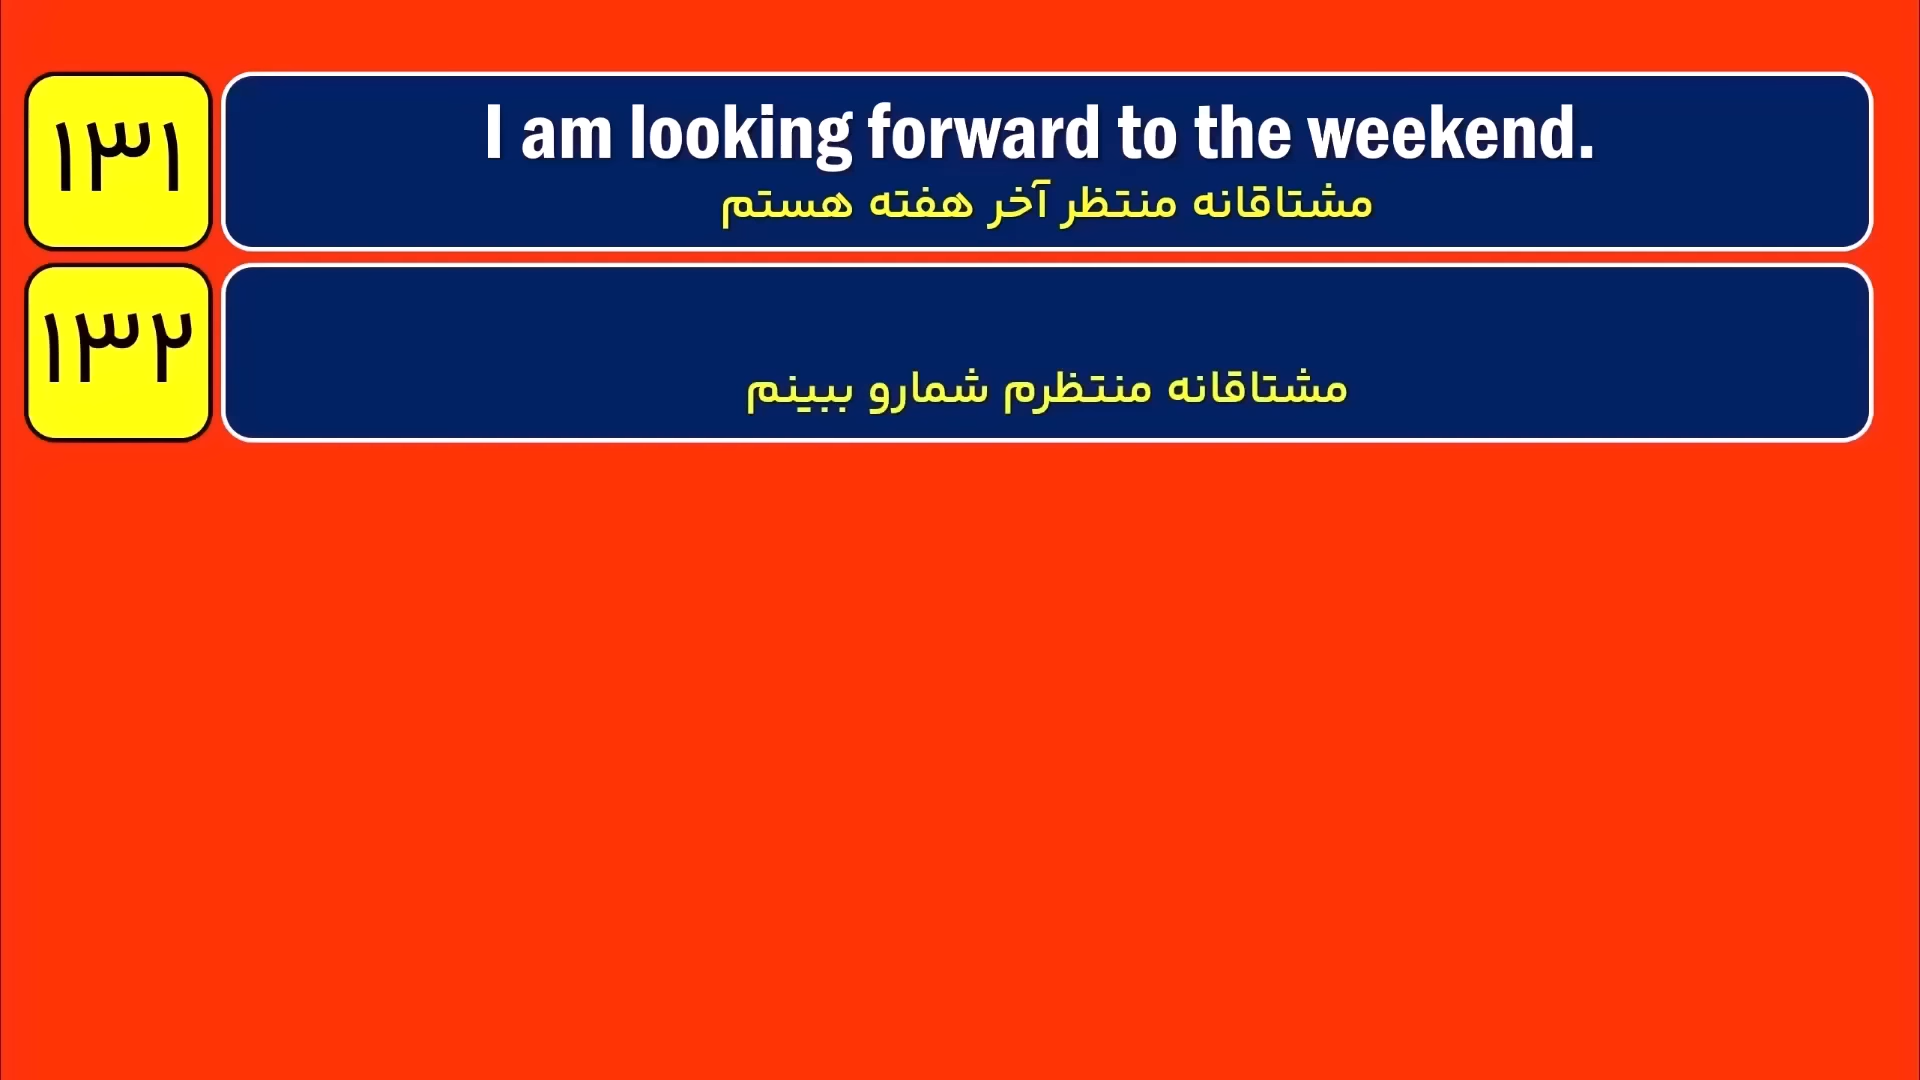 ۱۳۱
I am looking forward to the weekend.
مشتاقانه منتظر آخر هفته هستم
۱۳۲
مشتاقانه منتظرم شمارو ببینم